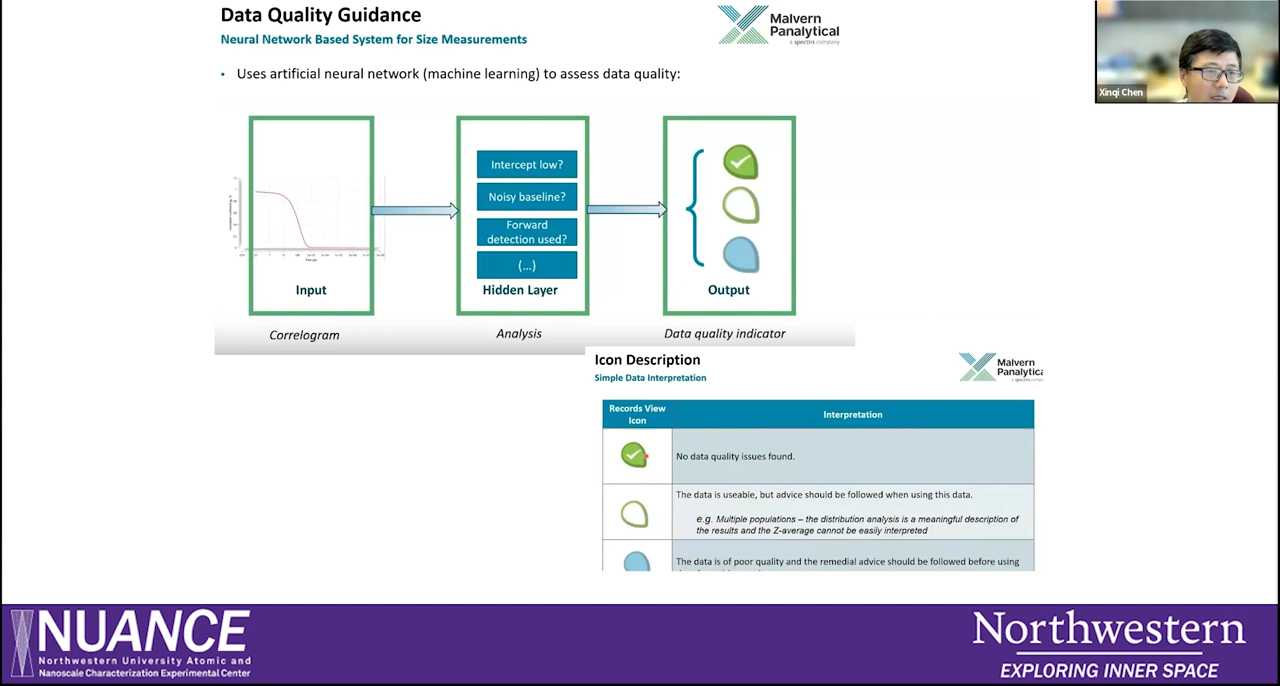 Data Quality Guidance
Neural Network Based System for Size Measurements
Malvern
Panalytical
a spectris company
Xinqi Chen
• Uses artificial neural network (machine learning) to assess data quality:
Intercept low?
Noisy baseline?
Forward
detection used?
(...)
Input
Hidden Layer
Output
Correlogram
Analysis
Data quality indicator
Icon Description
Simple Data Interpretation
Malvern
Panalytica
Records View
Icon
Interpretation
No data quality issues found.
The data is useable, but advice should be followed when using this data.
e.g. Multiple populations – the distribution analysis is a meaningful description of
the results and the Z-average cannot be easily interpreted
The data is of poor quality and the remedial advice should be followed before using
NUANCE
Northwestern University Atomic and
Nanoscale Characterization Experimental Center
Northwestern
EXPLORING INNER SPACE